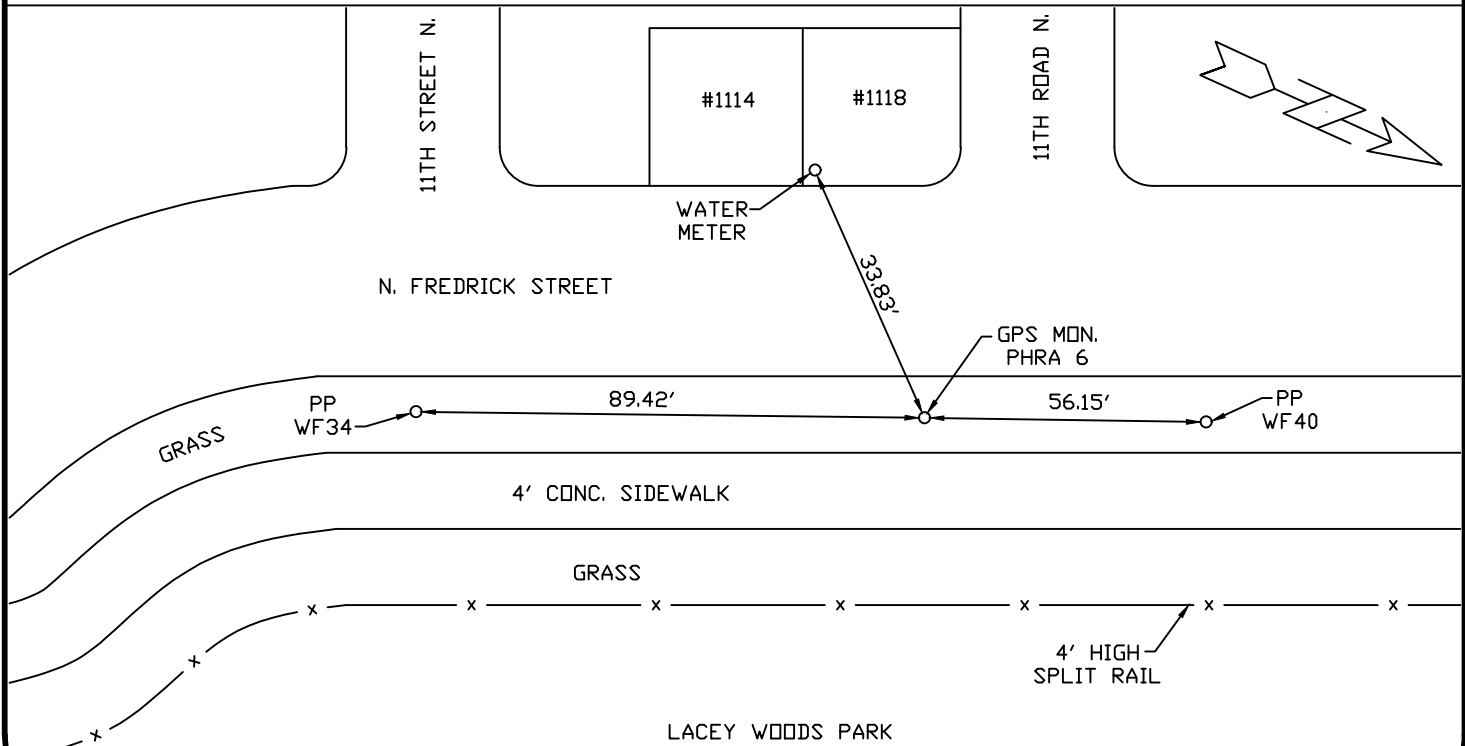 11TH STREET N.
#1114
#1118
11TH ROAD N.
N
WATER
METER
33.83'
N. FREDRICK STREET
GPS MON.
PHRA 6
PP
WF34
89.42'
56.15'
PP
WF40
GRASS
4' CONC. SIDEWALK
GRASS
x x x x x x x x x
4' HIGH
SPLIT RAIL
LACEY WOODS PARK